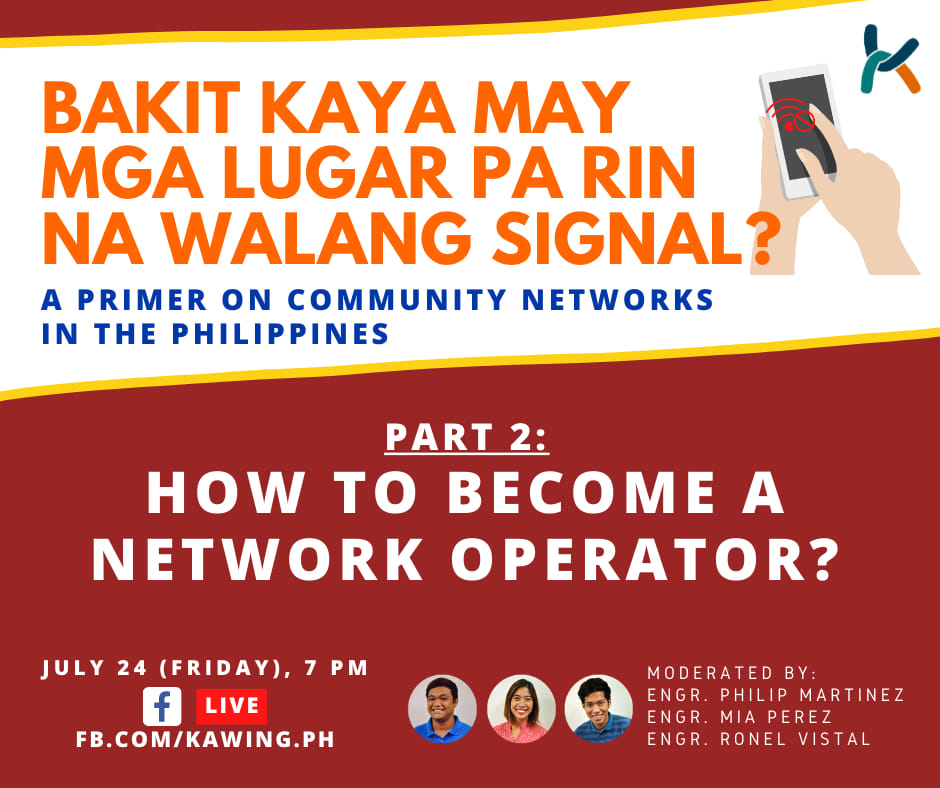 BAKIT KAYA MAY
MGA LUGAR PA RIN
NA WALANG SIGNAL?
A PRIMER ON COMMUNITY NETWORKS
IN THE PHILIPPINES
PART 2:
HOW TO BECOME A
NETWORK OPERATOR?
JULY 24 (FRIDAY), 7 PM
LIVE
FB.COM/KAWING.PH
MODERATED BY:
ENGR. PHILIP MARTINEZ
ENGR. MIA PEREZ
ENGR. RONEL VISTAL